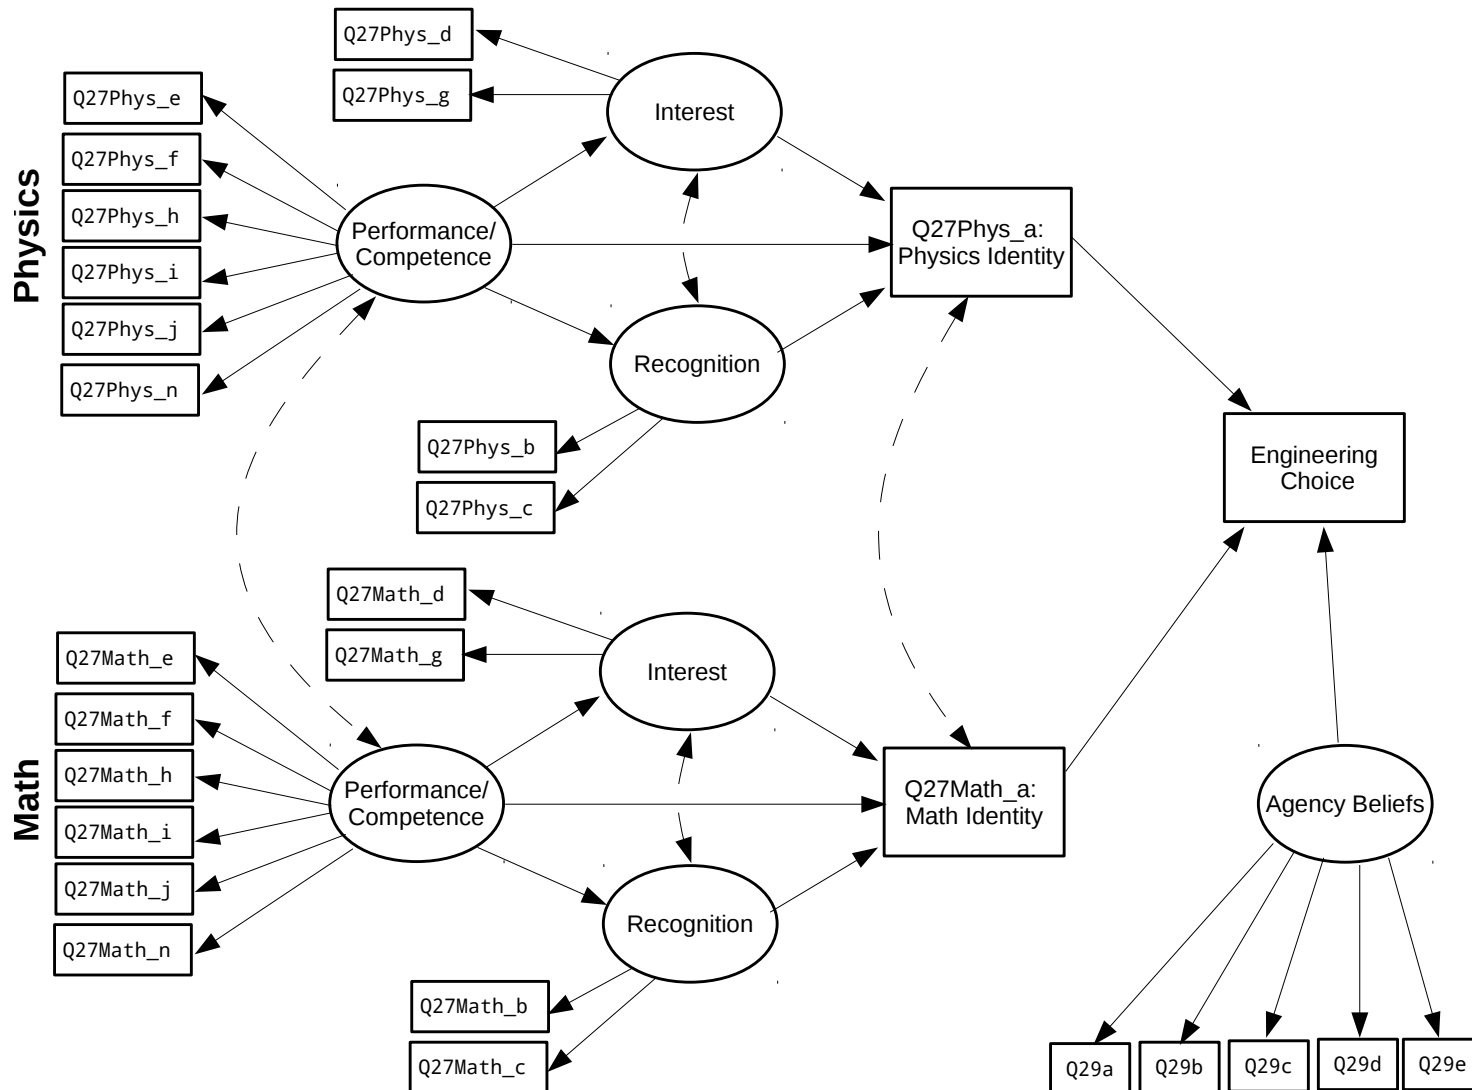 Physics
Q27Phys_d
Q27Phys_g
Q27Phys_e
Q27Phys_f
Q27Phys_h
Q27Phys_i
Q27Phys_j
Q27Phys_n
Interest
Performance/
Competence
Recognition
Q27Phys_b
Q27Phys_c
Q27Phys_a:
Physics Identity
Engineering
Choice
Math
Q27Math_d
Q27Math_g
Q27Math_e
Q27Math_f
Q27Math_h
Q27Math_i
Q27Math_j
Q27Math_n
Interest
Performance/
Competence
Recognition
Q27Math_b
Q27Math_c
Q27Math_a:
Math Identity
Agency Beliefs
Q29a
Q29b
Q29c
Q29d
Q29e